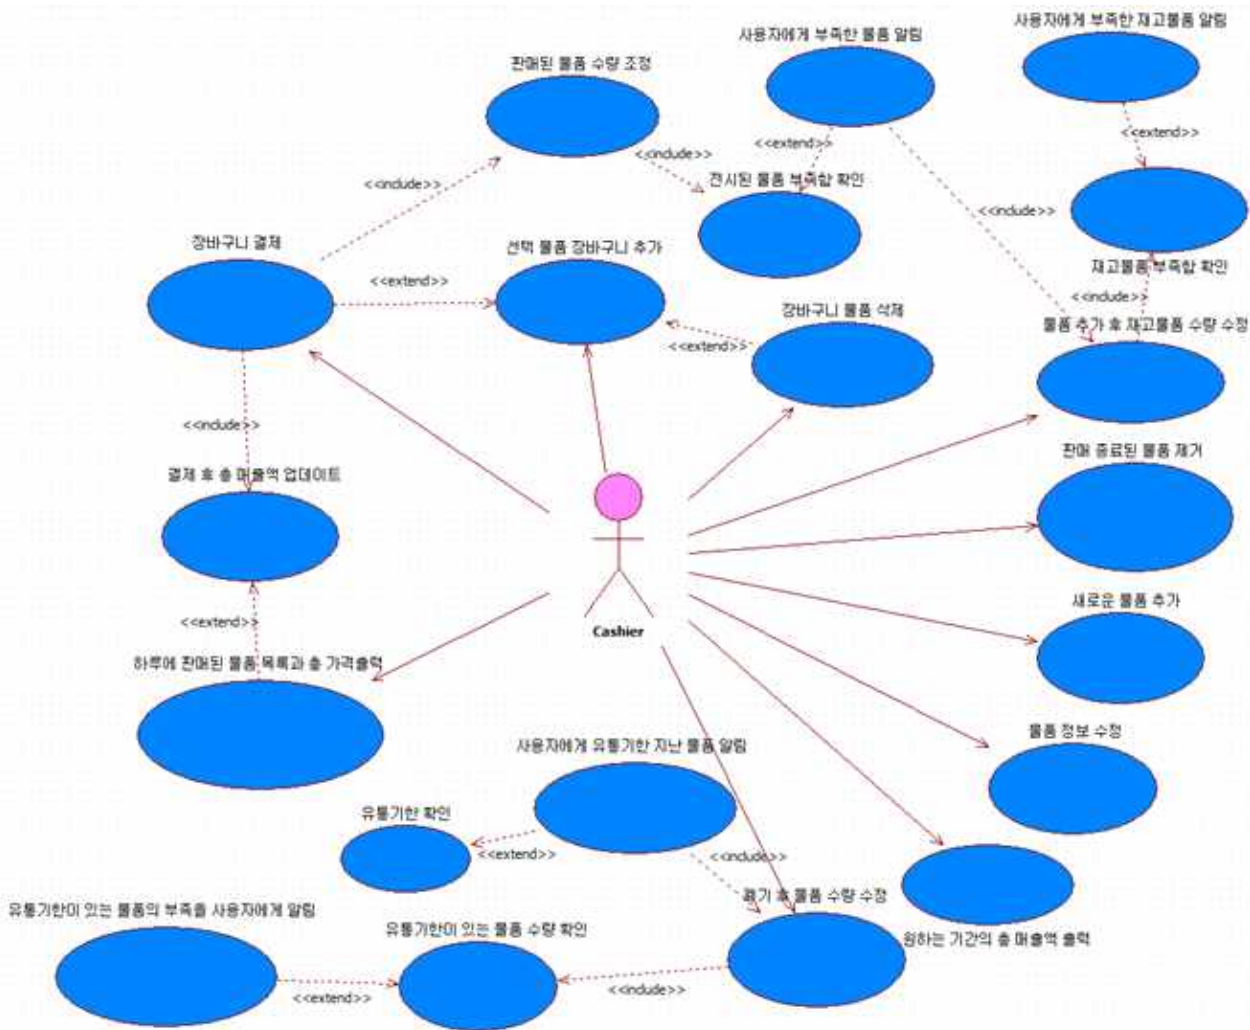 사용자에게 부족한 재고물품 알림
사용자에게 부족한 물품 알림
판매된 물품 수량 조정
<<extend>>
<<extend>>
<<include>>
<<include>>
전시된 물품 부족함 확인
<<include>>
장바구니 결제
선택 물품 장바구니 추가
재고물품 부족함 확인
<<extend>>
<<include>>
장바구니 물품 삭제
물품 추가 후 재고물품 수량 수정
<<extend>>
<<include>>
판매 종료된 물품 제거
결제 후 총 매출액 업데이트
새로운 물품 추가
<<extend>>
Cashier
하루에 판매된 물품 목록과 총 가격출력
물품 정보 수정
사용자에게 유통기한 지난 물품 알림
유통기한 확인
<<extend>>
<<include>>
폐기 후 물품 수량 수정
유통기한이 있는 물품의 부족을 사용자에게 알림
유통기한이 있는 물품 수량 확인
원하는 기간의 총 매출액 출력
<<extend>>
<<include>>